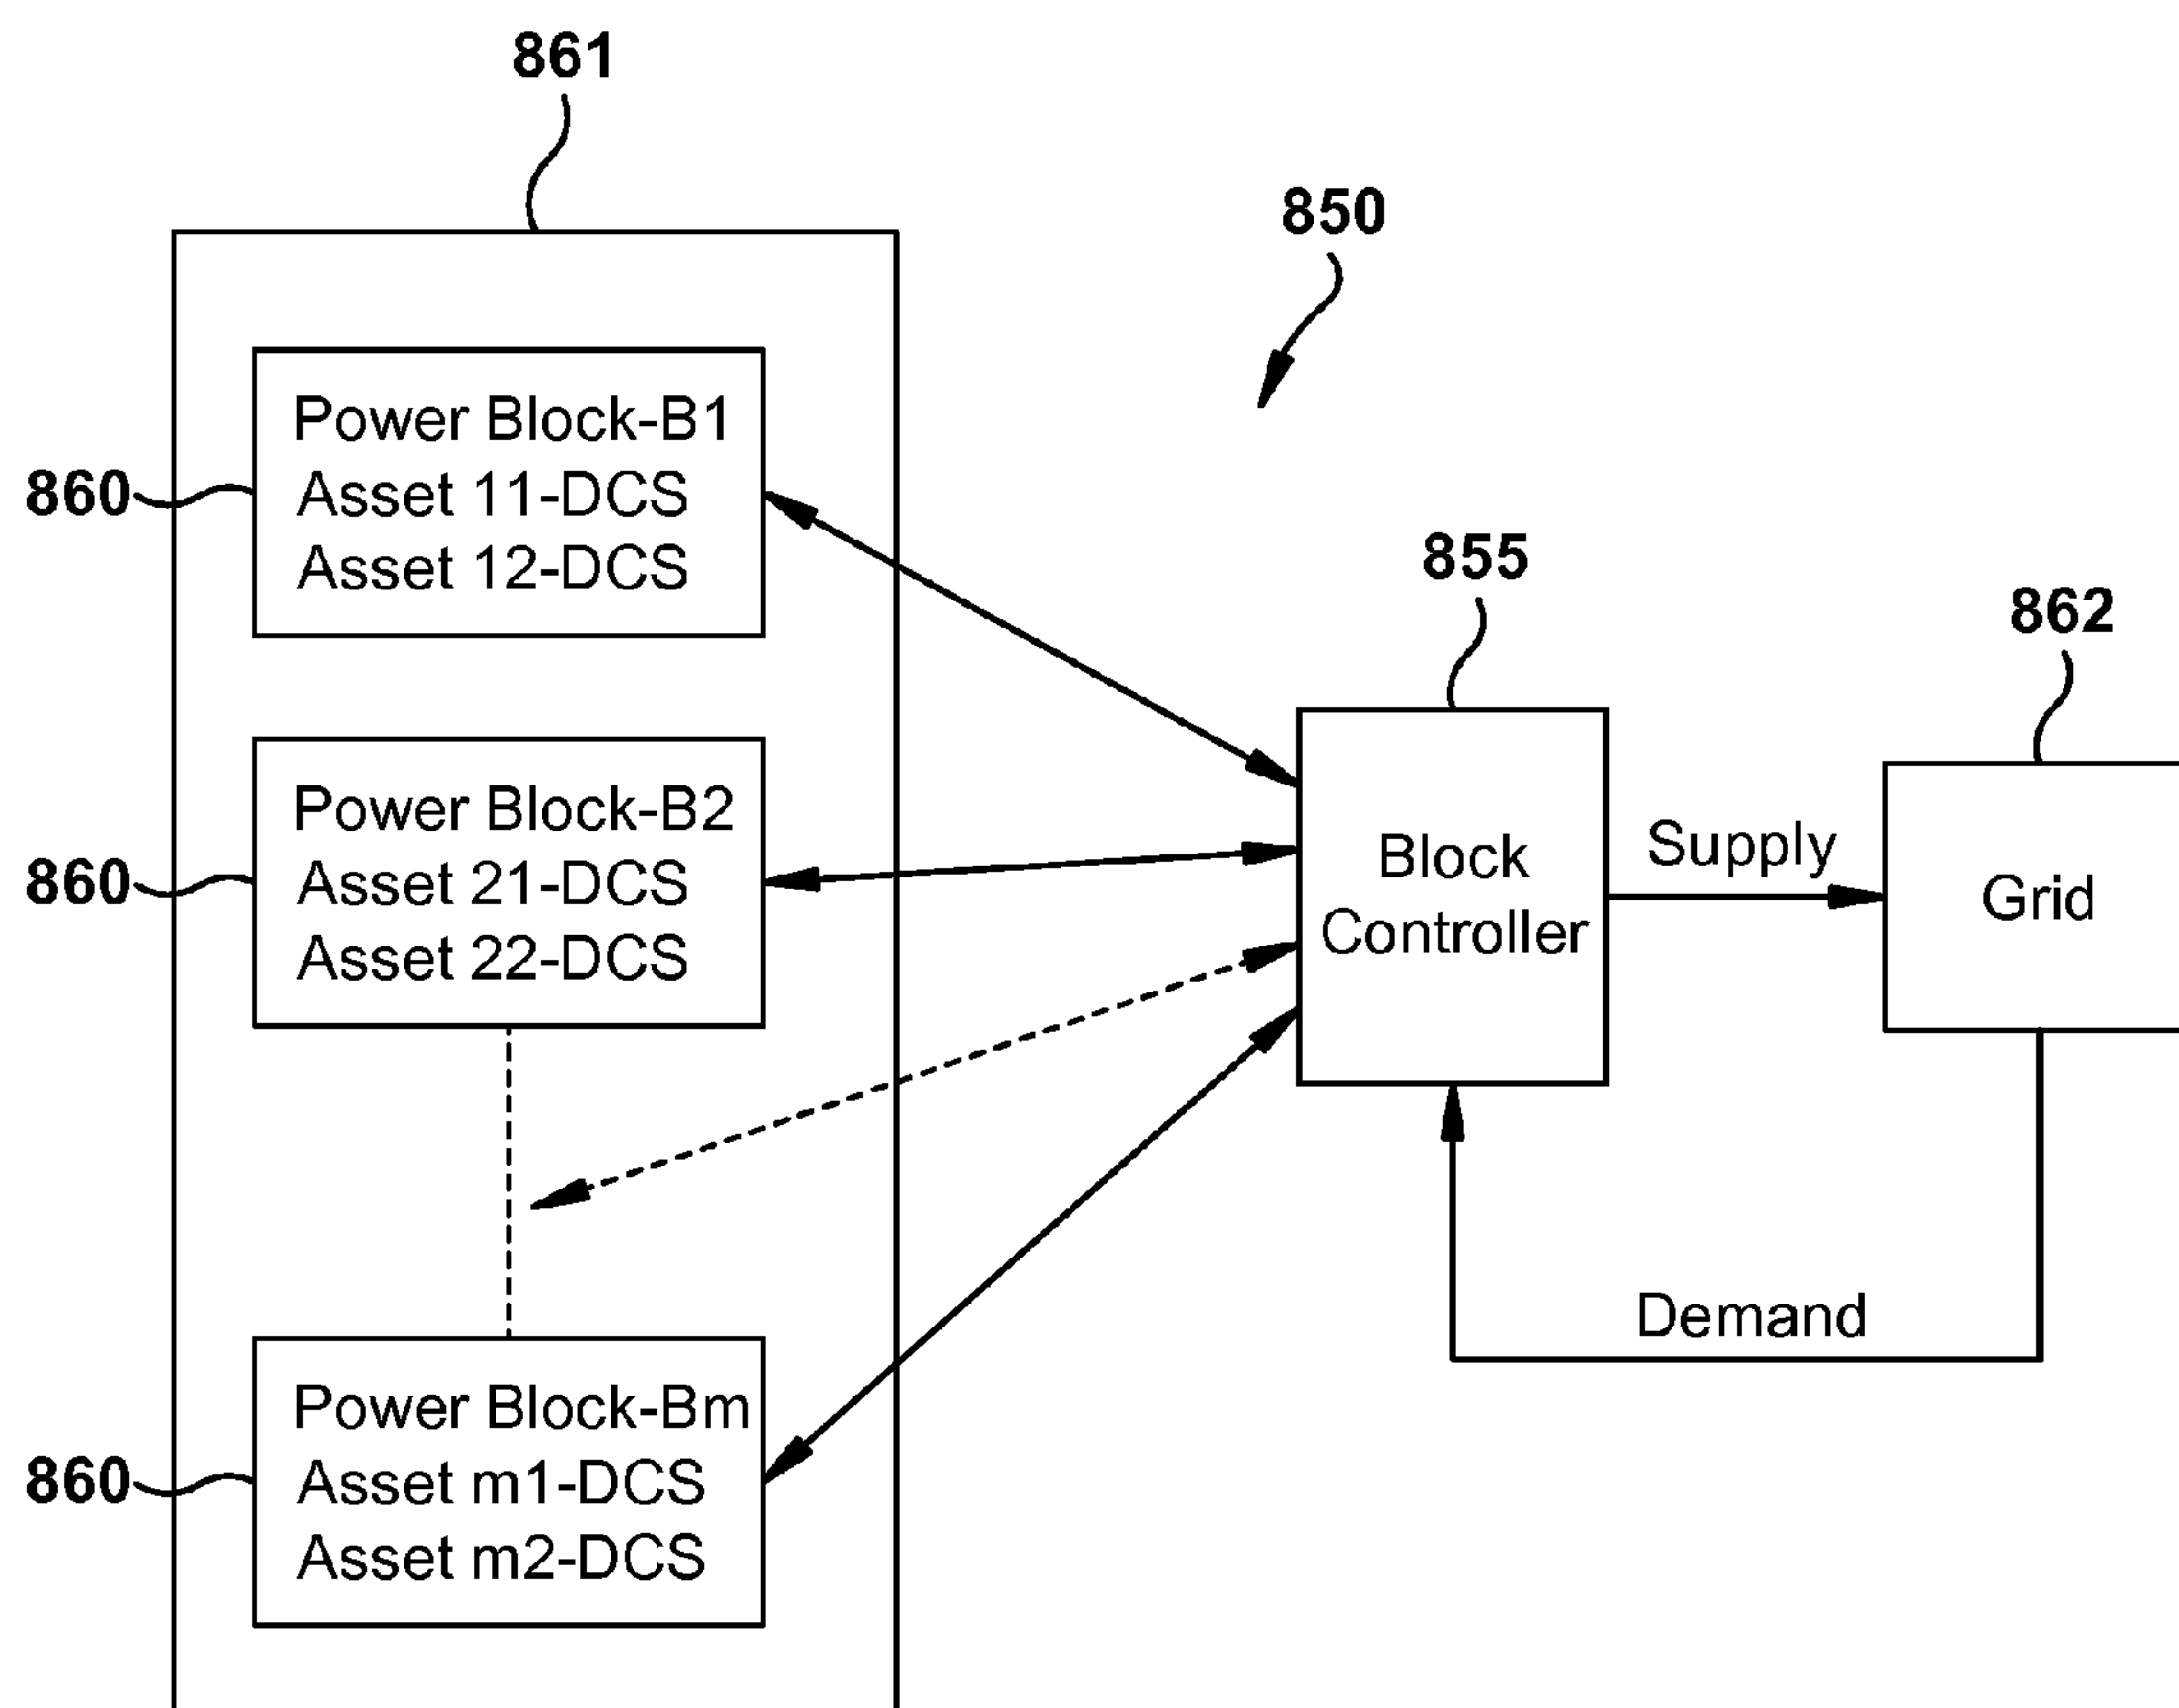 861
850
860
Power Block-B1
Asset 11-DCS
Asset 12-DCS
855
862
860
Power Block-B2
Asset 21-DCS
Asset 22-DCS
Block
Controller
Supply
Grid
Demand
860
Power Block-Bm
Asset m1-DCS
Asset m2-DCS